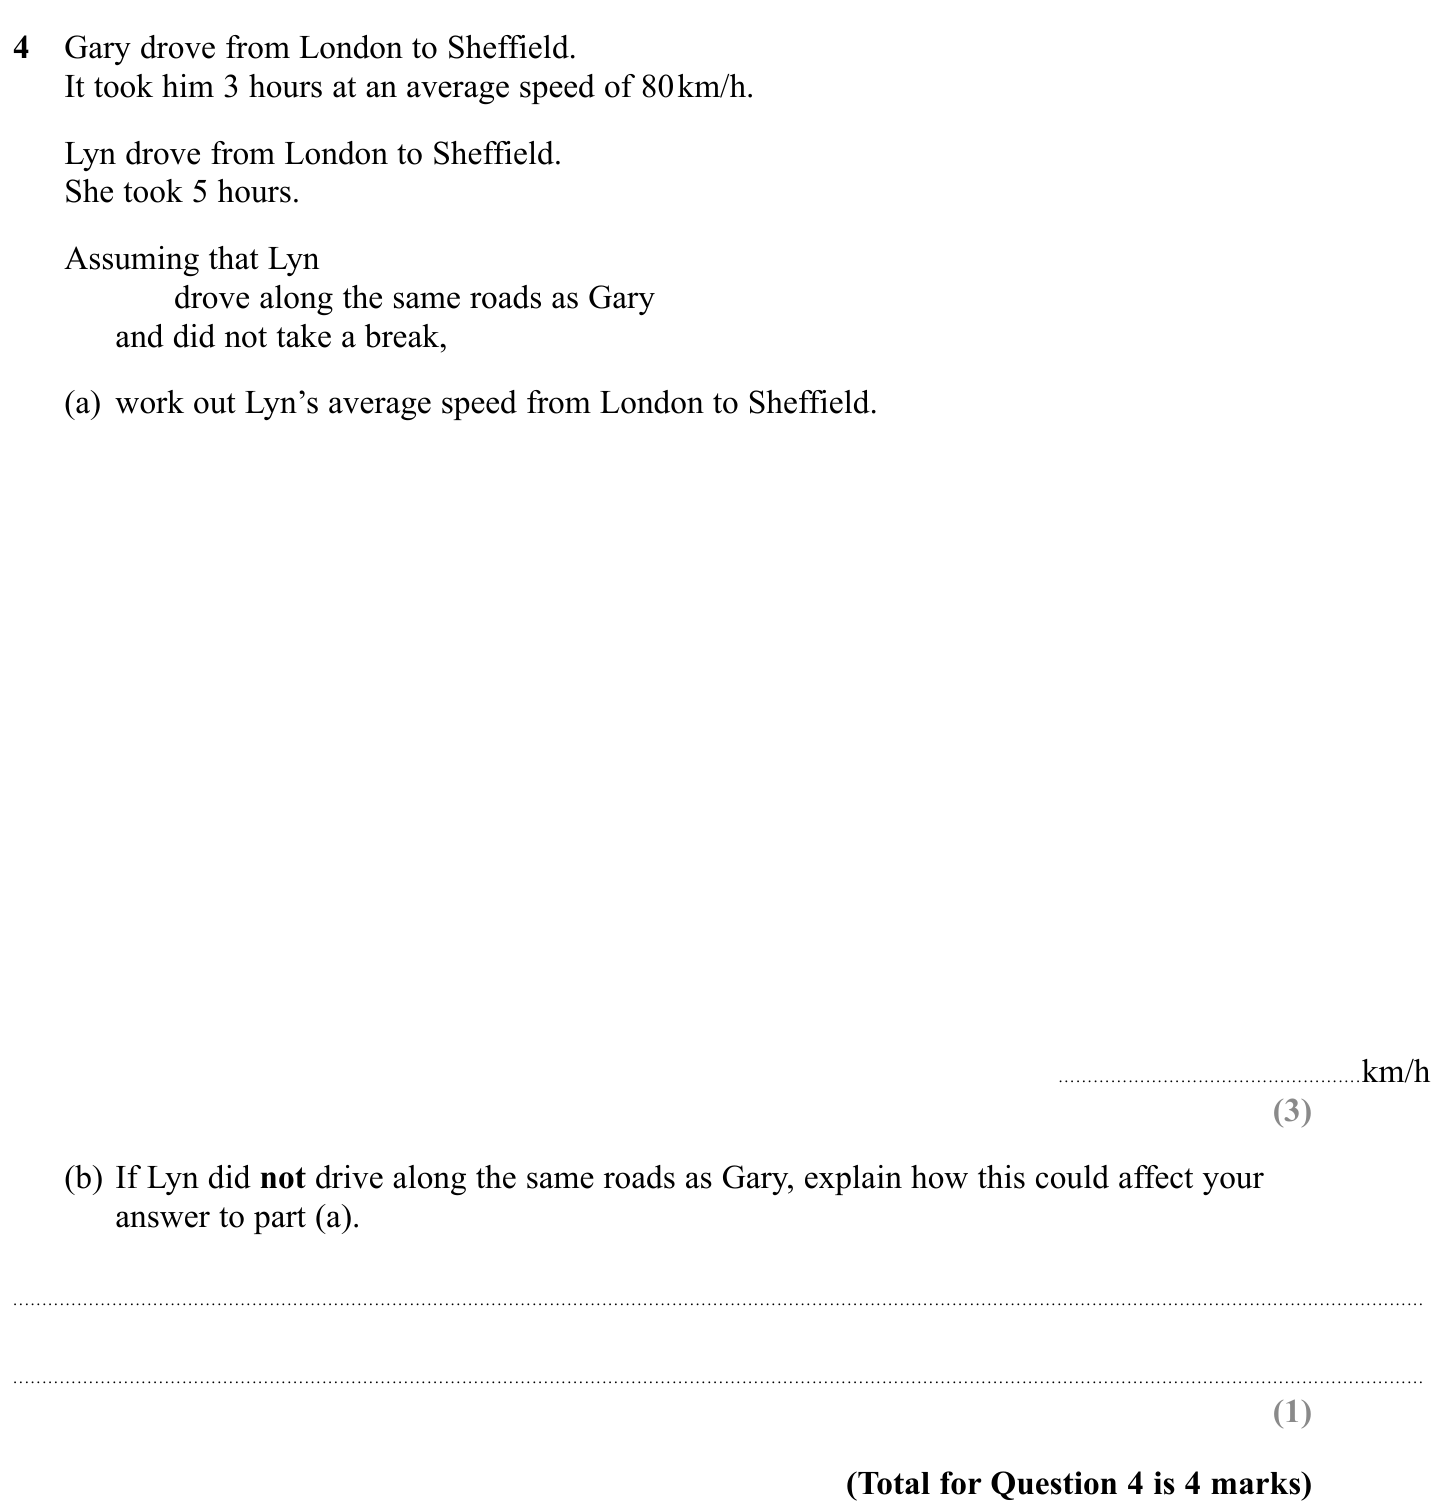 4 Gary drove from London to Sheffield.
It took him 3 hours at an average speed of 80 km/h.
Lyn drove from London to Sheffield.
She took 5 hours.
Assuming that Lyn
drove along the same roads as Gary
and did not take a break,
(a) work out Lyn’s average speed from London to Sheffield.
km/h
(3)
(b) If Lyn did not drive along the same roads as Gary, explain how this could affect your
answer to part (a).
(1)
(Total for Question 4 is 4 marks)